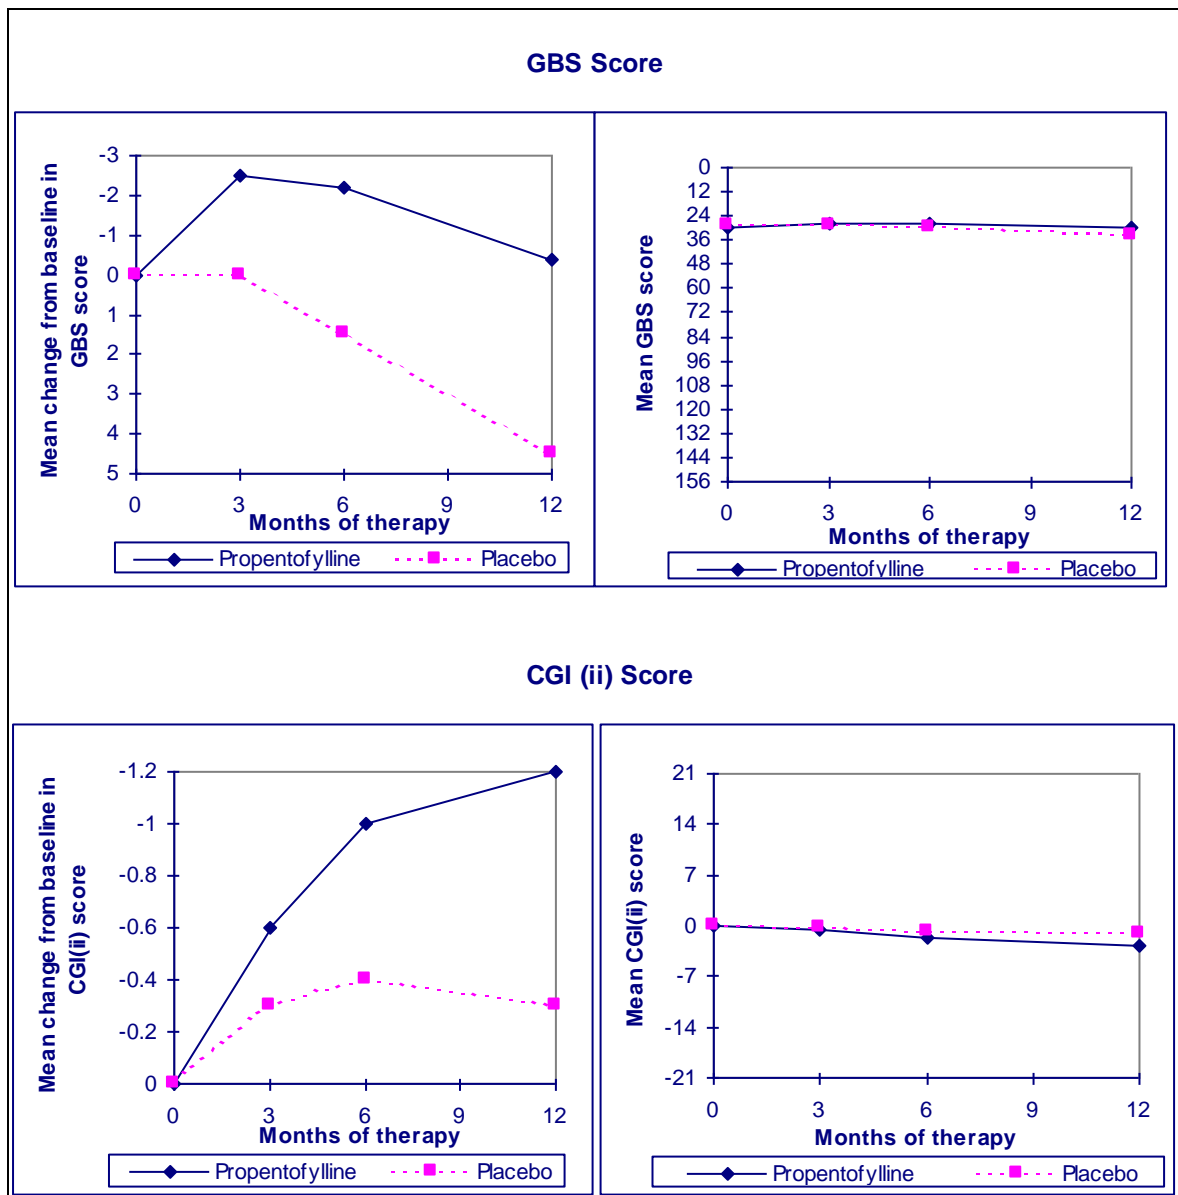 GBS Score
Mean change from baseline in
GBS score
-3
-2
-1
0
1
2
3
4
5
0 3 6 9 12
Months of therapy
Propentofylline Placebo
Mean GBS score
0
12
24
36
48
60
72
84
96
108
120
132
144
156
0 3 6 9 12
Months of therapy
Propentofylline Placebo
CGI (ii) Score
Mean change from baseline in
CGI(ii) score
-1.2
-1
-0.8
-0.6
-0.4
-0.2
0
0 3 6 9 12
Months of therapy
Propentofylline Placebo
Mean CGI(ii) score
21
14
7
0
-7
-14
-21
0 3 6 9 12
Months of therapy
Propentofylline Placebo